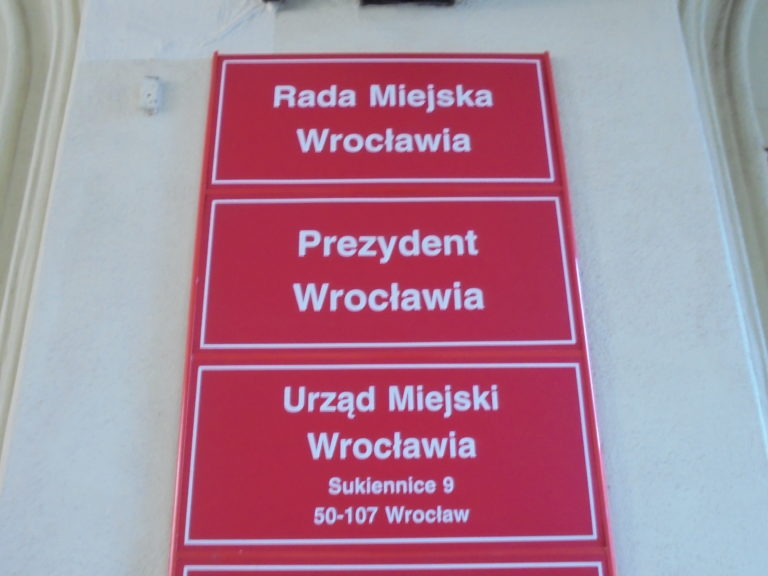 Rada Miejska
Wrocławia
Prezydent
Wrocławia
Urząd Miejski
Wrocławia
Sukiennice 9
50-107 Wrocław